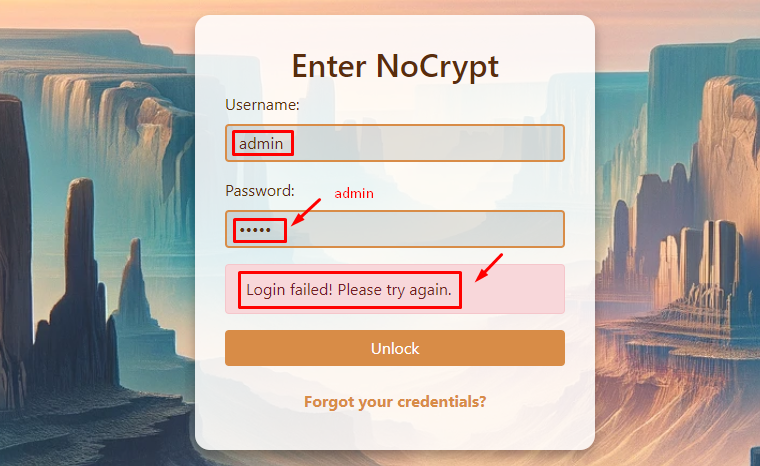 Enter NoCrypt
Username:
admin
Password:
admin
•••••
Login failed! Please try again.
Unlock
Forgot your credentials?